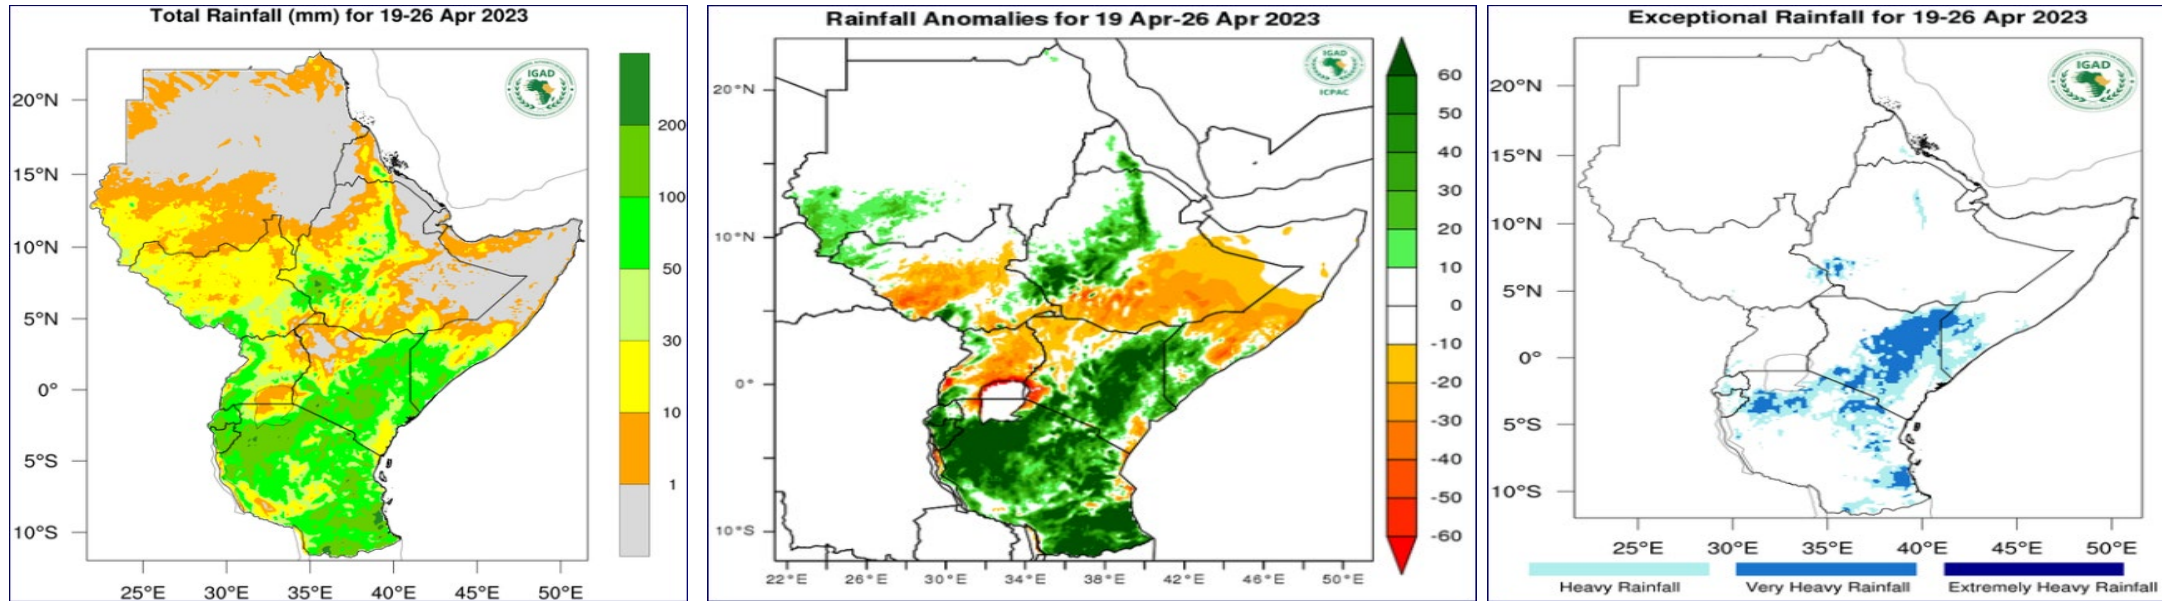 Total Rainfall (mm) for 19-26 Apr 2023
IGAD
20°N
15°N
10°N
5°N
0°
5°S
10°S
25°E 30°E 35°E 40°E 45°E 50°E
200
100
50
30
10
1
Rainfall Anomalies for 19 Apr-26 Apr 2023
IGAD
ICPAC
20°N
10°N
0°
10°S
22°E 26°E 30°E 34°E 38°E 42°E 46°E 50°E
60
50
40
30
20
10
0
-10
-20
-30
-40
-50
-60
Exceptional Rainfall for 19-26 Apr 2023
IGAD
20°N
15°N
10°N
5°N
0°
5°S
10°S
25°E 30°E 35°E 40°E 45°E 50°E
Heavy Rainfall Very Heavy Rainfall Extremely Heavy Rainfall